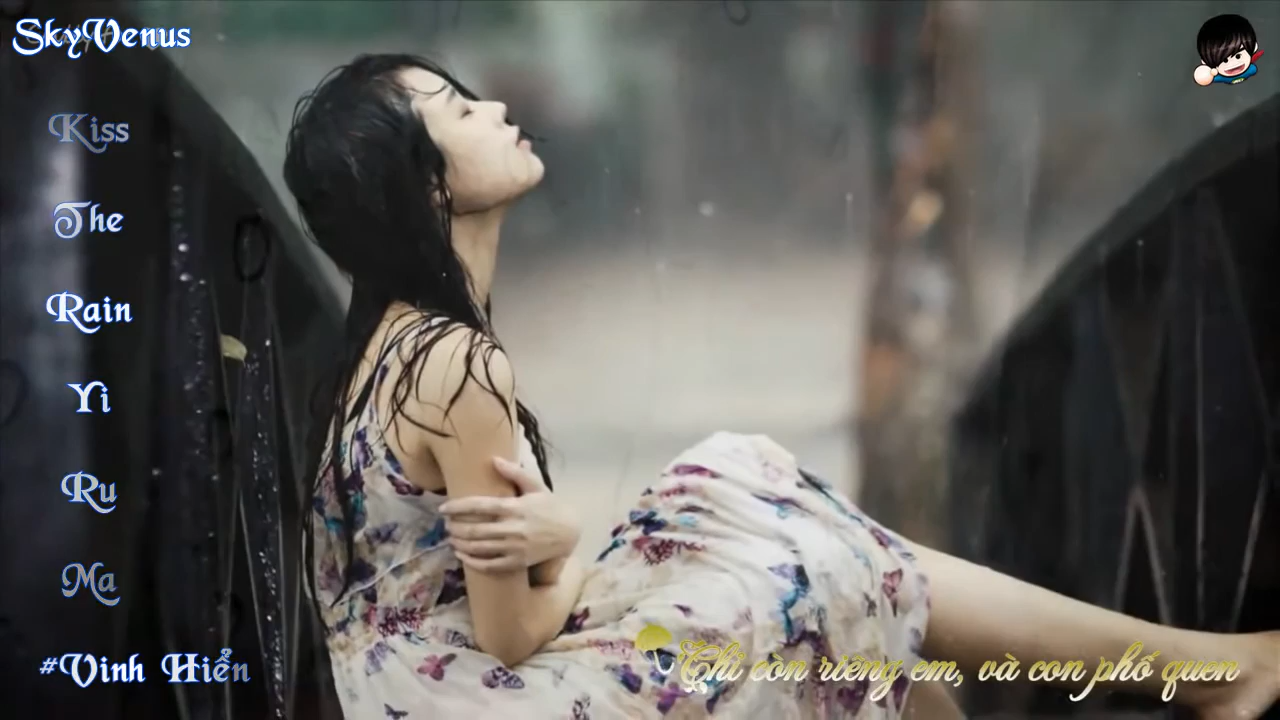 SkyVenus
Kiss
The
Rain
Yi
Ru
Ma
#Vinh Hiển
Chỉ còn riêng em, và con phố quen